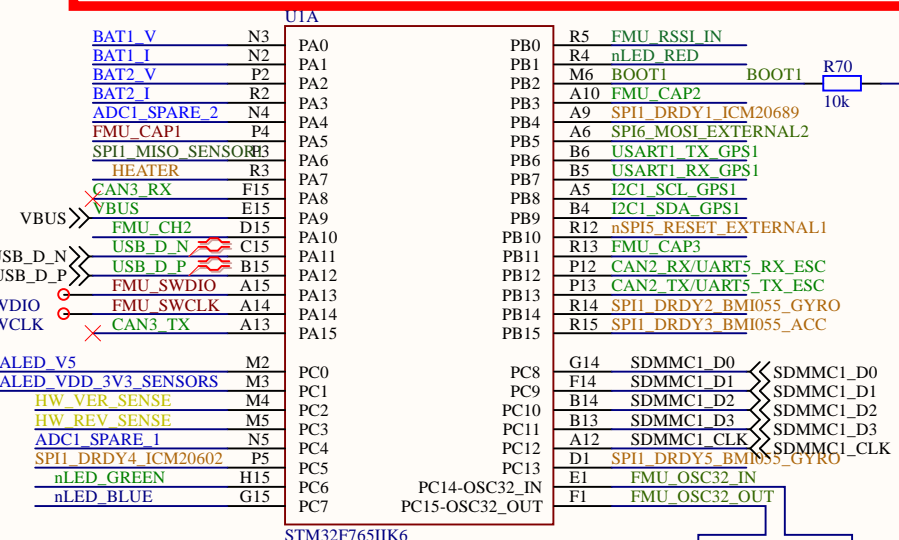 U1A
BAT1_V N3 PA0 PB0 R5 FMU_RSSI_IN
BAT1_I N2 PA1 PB1 R4 nLED_RED
BAT2_V P2 PA2 PB2 M6 BOOT1 BOOT1 R70
BAT2_I R2 PA3 PB3 A10 FMU_CAP2 10k
ADC1_SPARE_2 N4 PA4 PB4 A9 SPI1_DRDY1_ICM20689
FMU_CAP1 P4 PA5 PB5 A6 SPI6_MOSI_EXTERNAL2
SPI1_MISO_SENSOR P3 PA6 PB6 B6 USART1_TX_GPS1
HEATER R3 PA7 PB7 B5 USART1_RX_GPS1
CAN3_RX F15 PA8 PB8 A5 I2C1_SCL_GPS1
VBUS VBUS E15 PA9 PB9 B4 I2C1_SDA_GPS1
FMU_CH2 D15 PA10 PB10 R12 nSPI5_RESET_EXTERNAL1
USB_D_N USB_D_N C15 PA11 PB11 R13 FMU_CAP3
USB_D_P USB_D_P B15 PA12 PB12 P12 CAN2_RX/UART5_RX_ESC
FMU_SWDIO A15 PA13 PB13 P13 CAN2_TX/UART5_TX_ESC
WDIO FMU_SWCLK A14 PA14 PB14 R14 SPI1_DRDY2_BMI055_GYRO
WCLK CAN3_TX A13 PA15 PB15 R15 SPI1_DRDY3_BMI055_ACC
ALED_V5 M2 PC0 PC8 G14 SDMMC1_D0 SDMMC1_D0
ALED_VDD_3V3_SENSORS M3 PC1 PC9 F14 SDMMC1_D1 SDMMC1_D1
HW_VER_SENSE M4 PC2 PC10 B14 SDMMC1_D2 SDMMC1_D2
HW_REV_SENSE M5 PC3 PC11 B13 SDMMC1_D3 SDMMC1_D3
ADC1_SPARE_1 N5 PC4 PC12 A12 SDMMC1_CLK SDMMC1_CLK
SPI1_DRDY4_ICM20602 P5 PC5 PC13 D1 SPI1_DRDY5_BMI055_GYRO
nLED_GREEN H15 PC6 PC14-OSC32_IN E1 FMU_OSC32_IN
nLED_BLUE G15 PC7 PC15-OSC32_OUT F1 FMU_OSC32_OUT
STM32F765IIK6